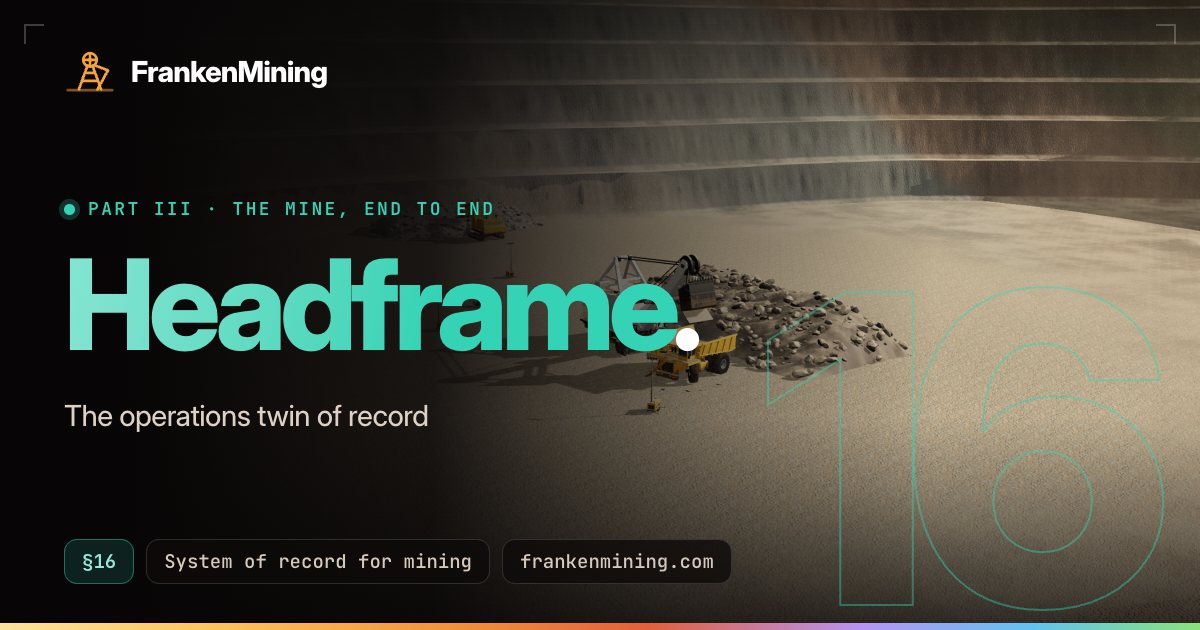 FrankenMining
PART III · THE MINE, END TO END
Headframe.
The operations twin of record
16
§16
System of record for mining
frankenmining.com